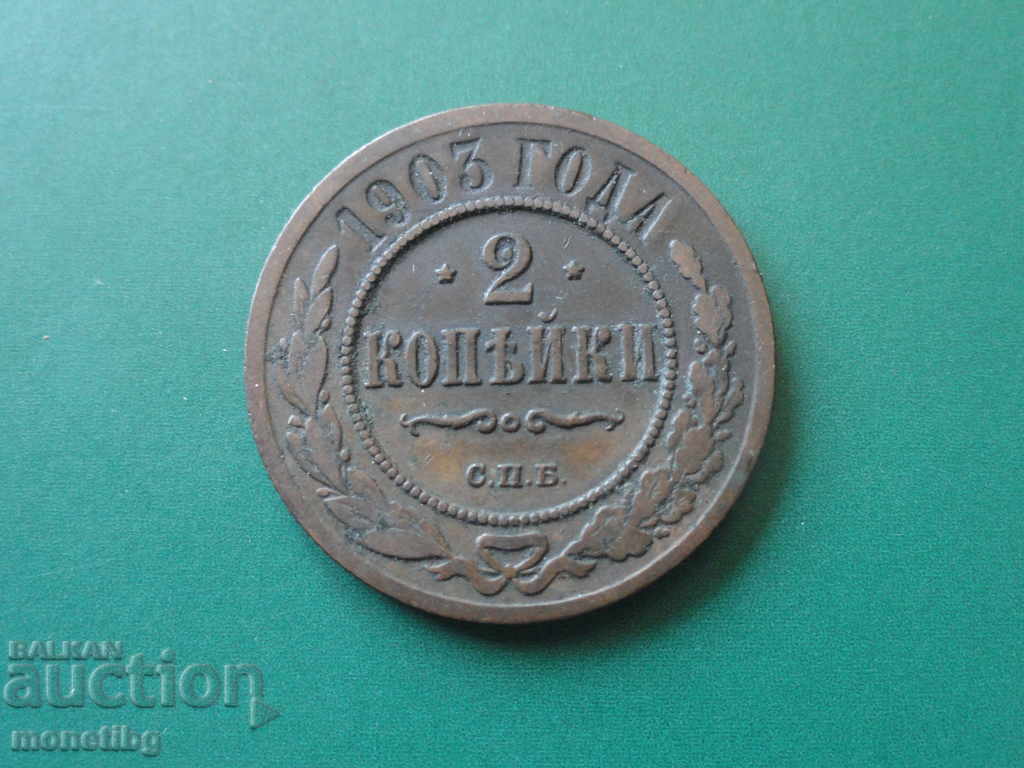 1903 ГОДА
* 2 *
КОПѢЙКИ
С.П.Б.
BALKAN
auction
monetibg